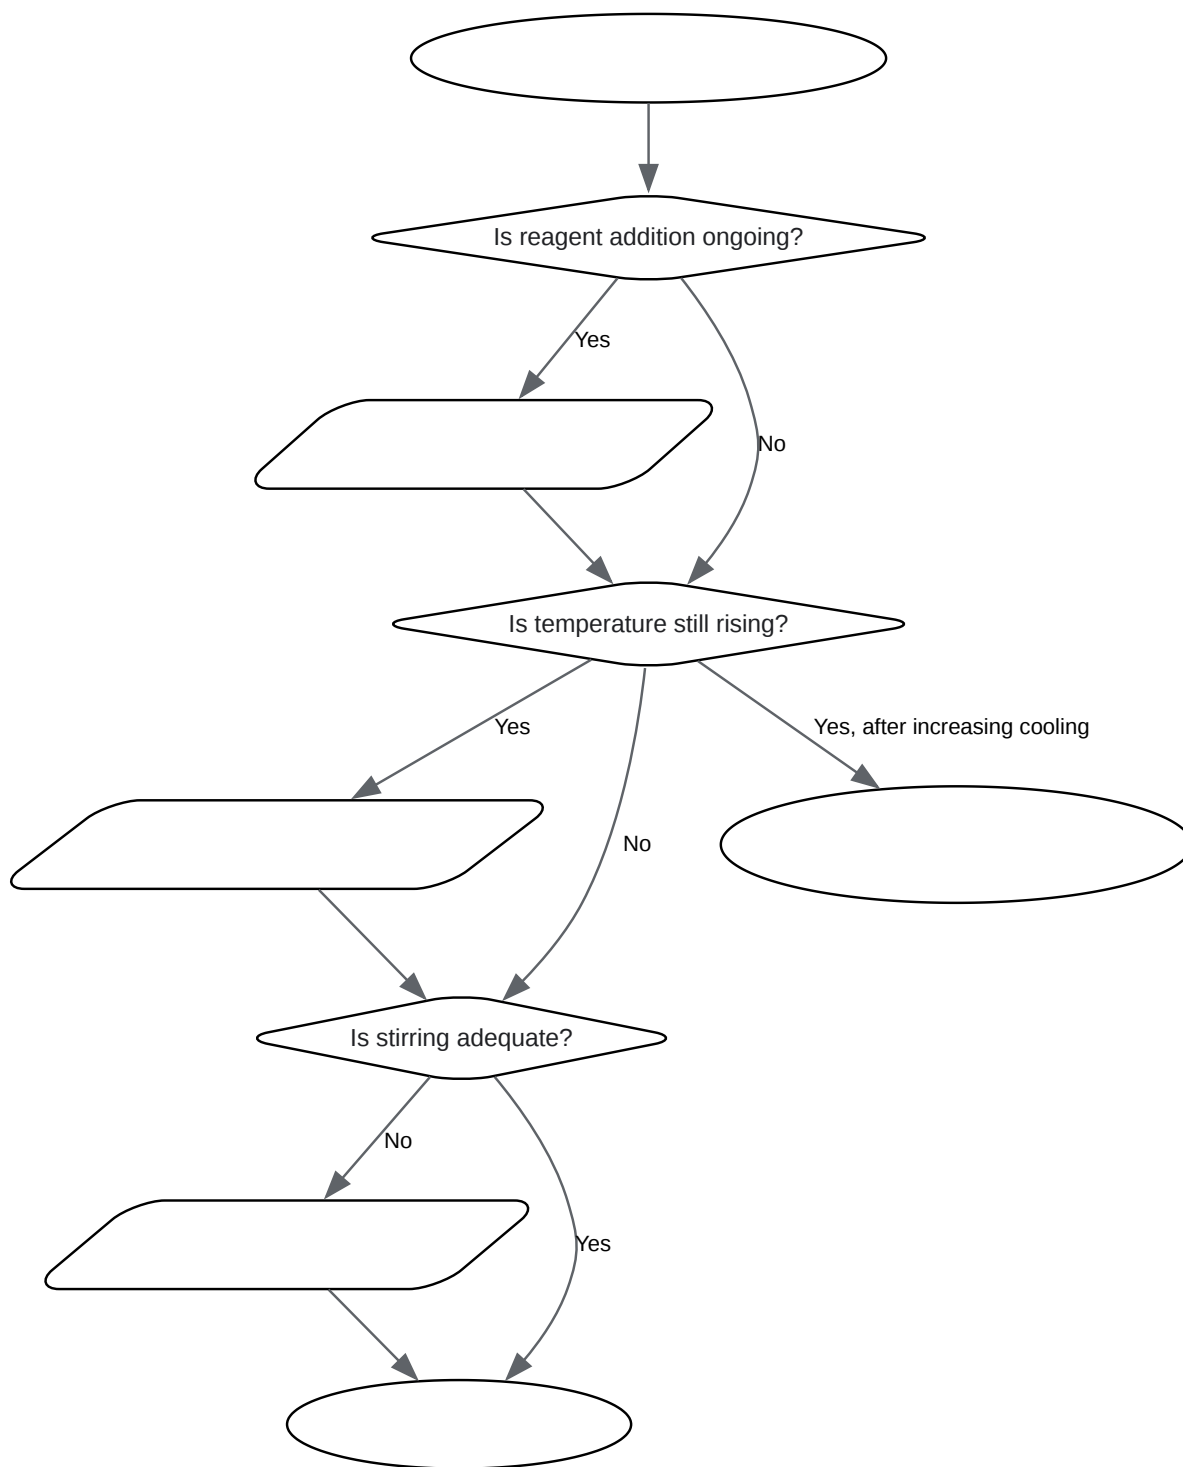 Is reagent addition ongoing?
Yes
No
Is temperature still rising?
Yes
Yes, after increasing cooling
No
Is stirring adequate?
No
Yes